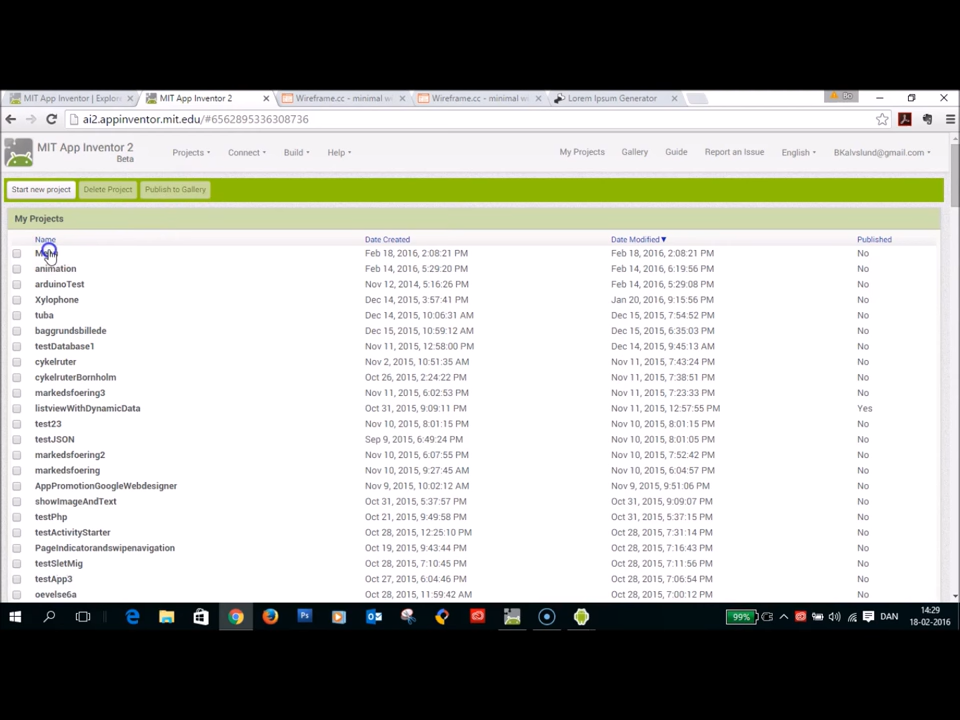 MIT App Inventor | Explore
MIT App Inventor 2
Wireframe.cc - minimal w
Wireframe.cc - minimal w
Lorem Ipsum Generator
Bo
ai2.appinventor.mit.edu/#6562895336308736
MIT App Inventor 2
Beta
Projects
Connect
Build
Help
My Projects
Gallery
Guide
Report an Issue
English
BKalvslund@gmail.com
Start new project
Delete Project
Publish to Gallery
My Projects
Name Date Created Date Modified Published
Feb 18, 2016, 2:08:21 PM Feb 18, 2016, 2:08:21 PM No
animation Feb 14, 2016, 5:29:20 PM Feb 14, 2016, 6:19:56 PM No
arduinoTest Nov 12, 2014, 5:16:26 PM Feb 14, 2016, 5:29:08 PM No
Xylophone Dec 14, 2015, 3:57:41 PM Jan 20, 2016, 9:15:56 PM No
tuba Dec 14, 2015, 10:06:31 AM Dec 15, 2015, 7:54:52 PM No
baggrundsbillede Dec 15, 2015, 10:59:12 AM Dec 15, 2015, 6:35:03 PM No
testDatabase1 Nov 11, 2015, 12:58:00 PM Dec 14, 2015, 9:45:13 AM No
cykelruter Nov 2, 2015, 10:51:35 AM Nov 11, 2015, 7:43:24 PM No
cykelruterBornholm Oct 26, 2015, 2:24:22 PM Nov 11, 2015, 7:38:51 PM No
markedsfoering3 Nov 11, 2015, 6:02:53 PM Nov 11, 2015, 7:23:33 PM No
listviewWithDynamicData Oct 31, 2015, 9:09:11 PM Nov 11, 2015, 12:57:55 PM Yes
test23 Nov 10, 2015, 8:01:15 PM Nov 10, 2015, 8:01:15 PM No
testJSON Sep 9, 2015, 6:49:24 PM Nov 10, 2015, 8:01:05 PM No
markedsfoering2 Nov 10, 2015, 6:07:55 PM Nov 10, 2015, 7:52:42 PM No
markedsfoering Nov 10, 2015, 9:27:45 AM Nov 10, 2015, 6:04:57 PM No
AppPromotionGoogleWebdesigner Nov 9, 2015, 3:58:27 PM Nov 9, 2015, 9:51:06 PM No
showImageAndText Oct 31, 2015, 5:37:57 PM Oct 31, 2015, 9:09:07 PM No
testPhp Oct 21, 2015, 9:49:58 PM Oct 31, 2015, 5:37:15 PM No
testActivityStarter Oct 28, 2015, 12:25:10 PM Oct 28, 2015, 7:31:14 PM No
PageIndicatorandswipenavigation Oct 19, 2015, 9:43:44 PM Oct 28, 2015, 7:16:43 PM No
testSletMig Oct 28, 2015, 7:10:45 PM Oct 28, 2015, 7:11:56 PM No
testApp3 Oct 27, 2015, 6:04:46 PM Oct 28, 2015, 7:06:54 PM No
oevelse6a Oct 28, 2015, 11:59:42 AM Oct 28, 2015, 7:00:12 PM No
99%
DAN
14:29
18-02-2016